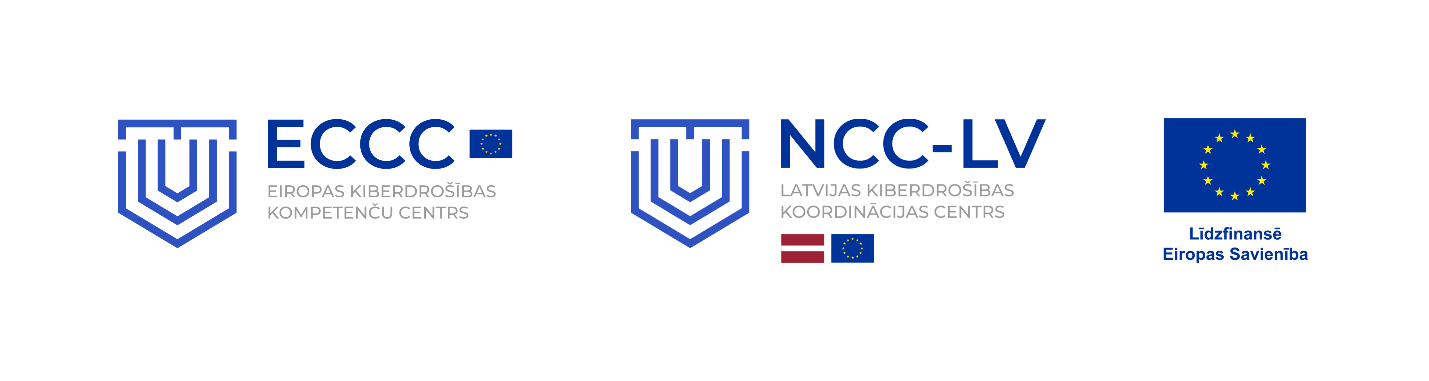 ECCC
EIROPAS KIBERDROŠĪBAS
KOMPETENČU CENTRS
NCC-LV
LATVIJAS KIBERDROŠĪBAS
KOORDINĀCIJAS CENTRS
Līdzfinansē
Eiropas Savienība